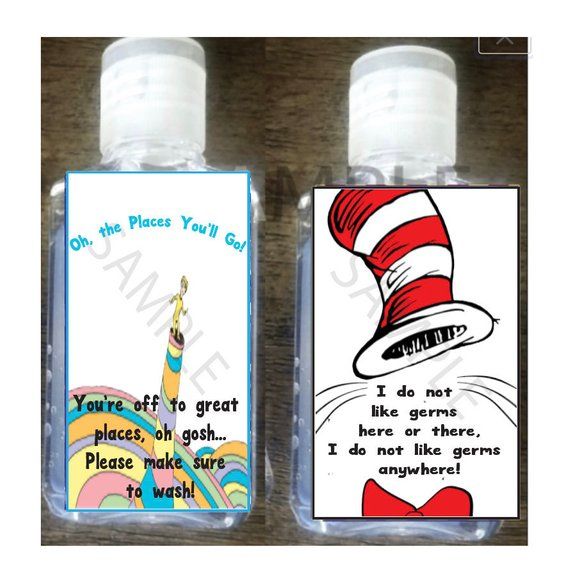 Oh, the Places You'll Go!
You're off to great
places, oh gosh...
Please make sure
to wash!
SAMPLE
I do not
like germs
here or there,
I do not like germs
anywhere!
SAMPLE
SAMPLE